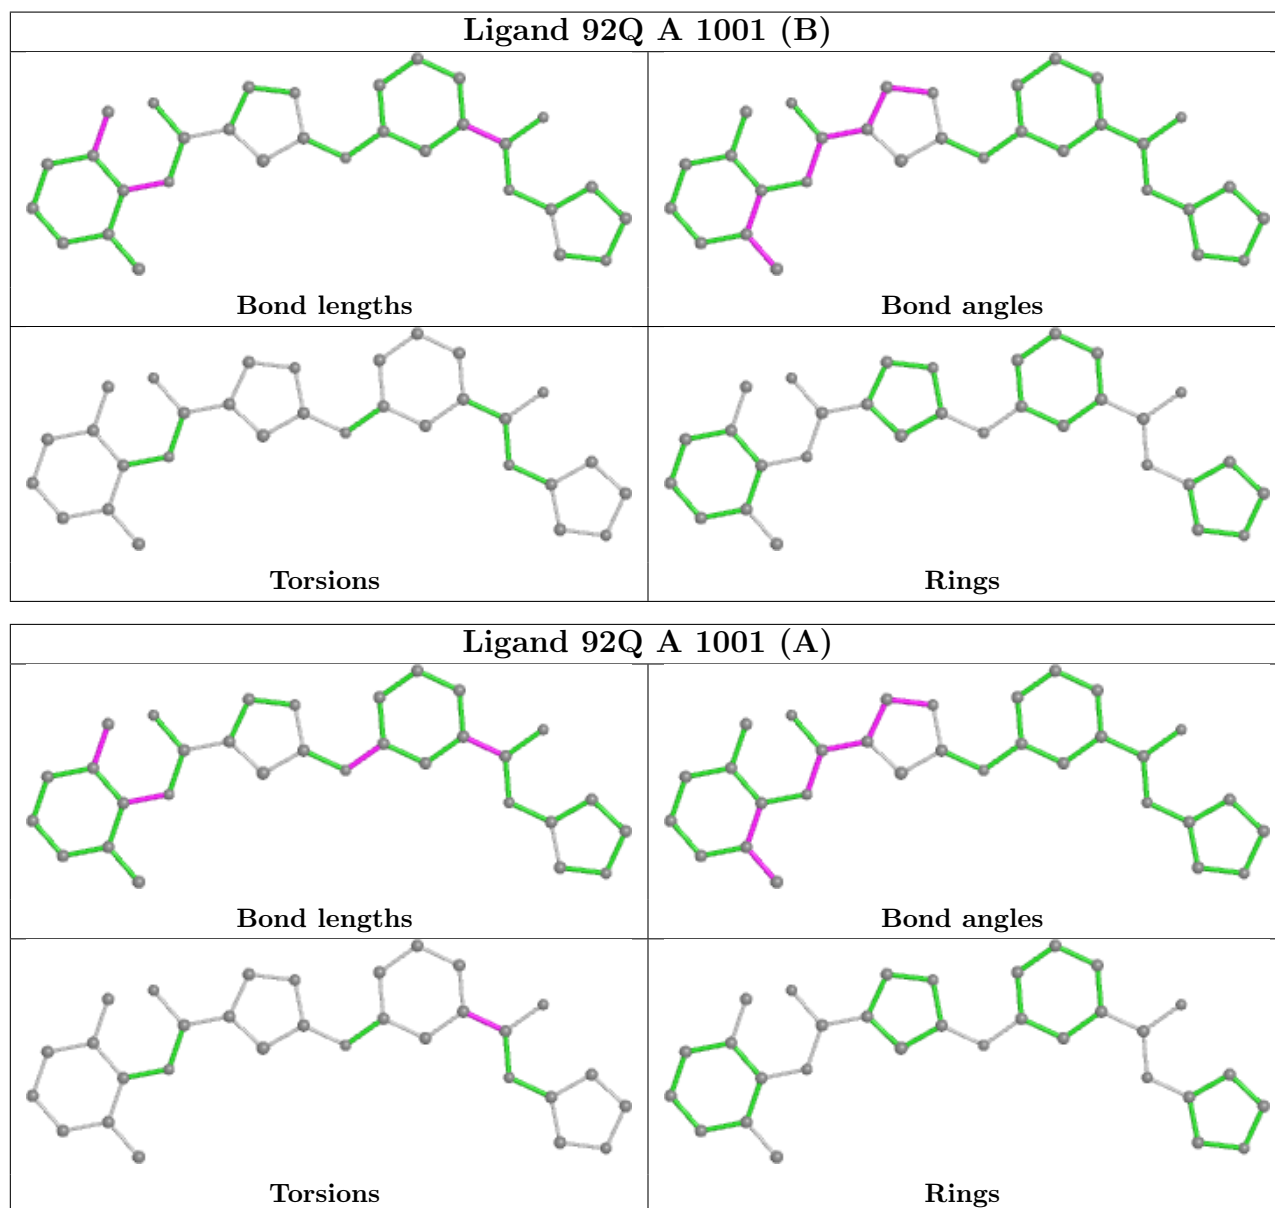 Ligand 92Q A 1001 (B)
Bond lengths
Bond angles
Torsions
Rings
Ligand 92Q A 1001 (A)
Bond lengths
Bond angles
Torsions
Rings